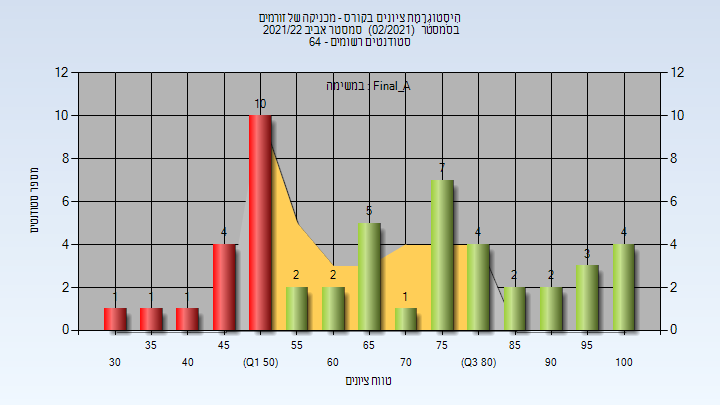 היסטוגרמת ציונים בקורס - מכניקה של זורמים
בסמסטר (02/2021) סמסטר אביב 2021/22
סטודנטים רשומים - 64
במשימה : Final_A
12 12
10 10
8 8
6 6
4 4
2 2
0 0
מספר סטודנטים
1 1 1 4 10 2 2 5 1 7 4 2 2 3 4
35 45 55 65 75 85 95
30 40 (Q1 50) 60 70 (Q3 80) 90 100
טווח ציונים